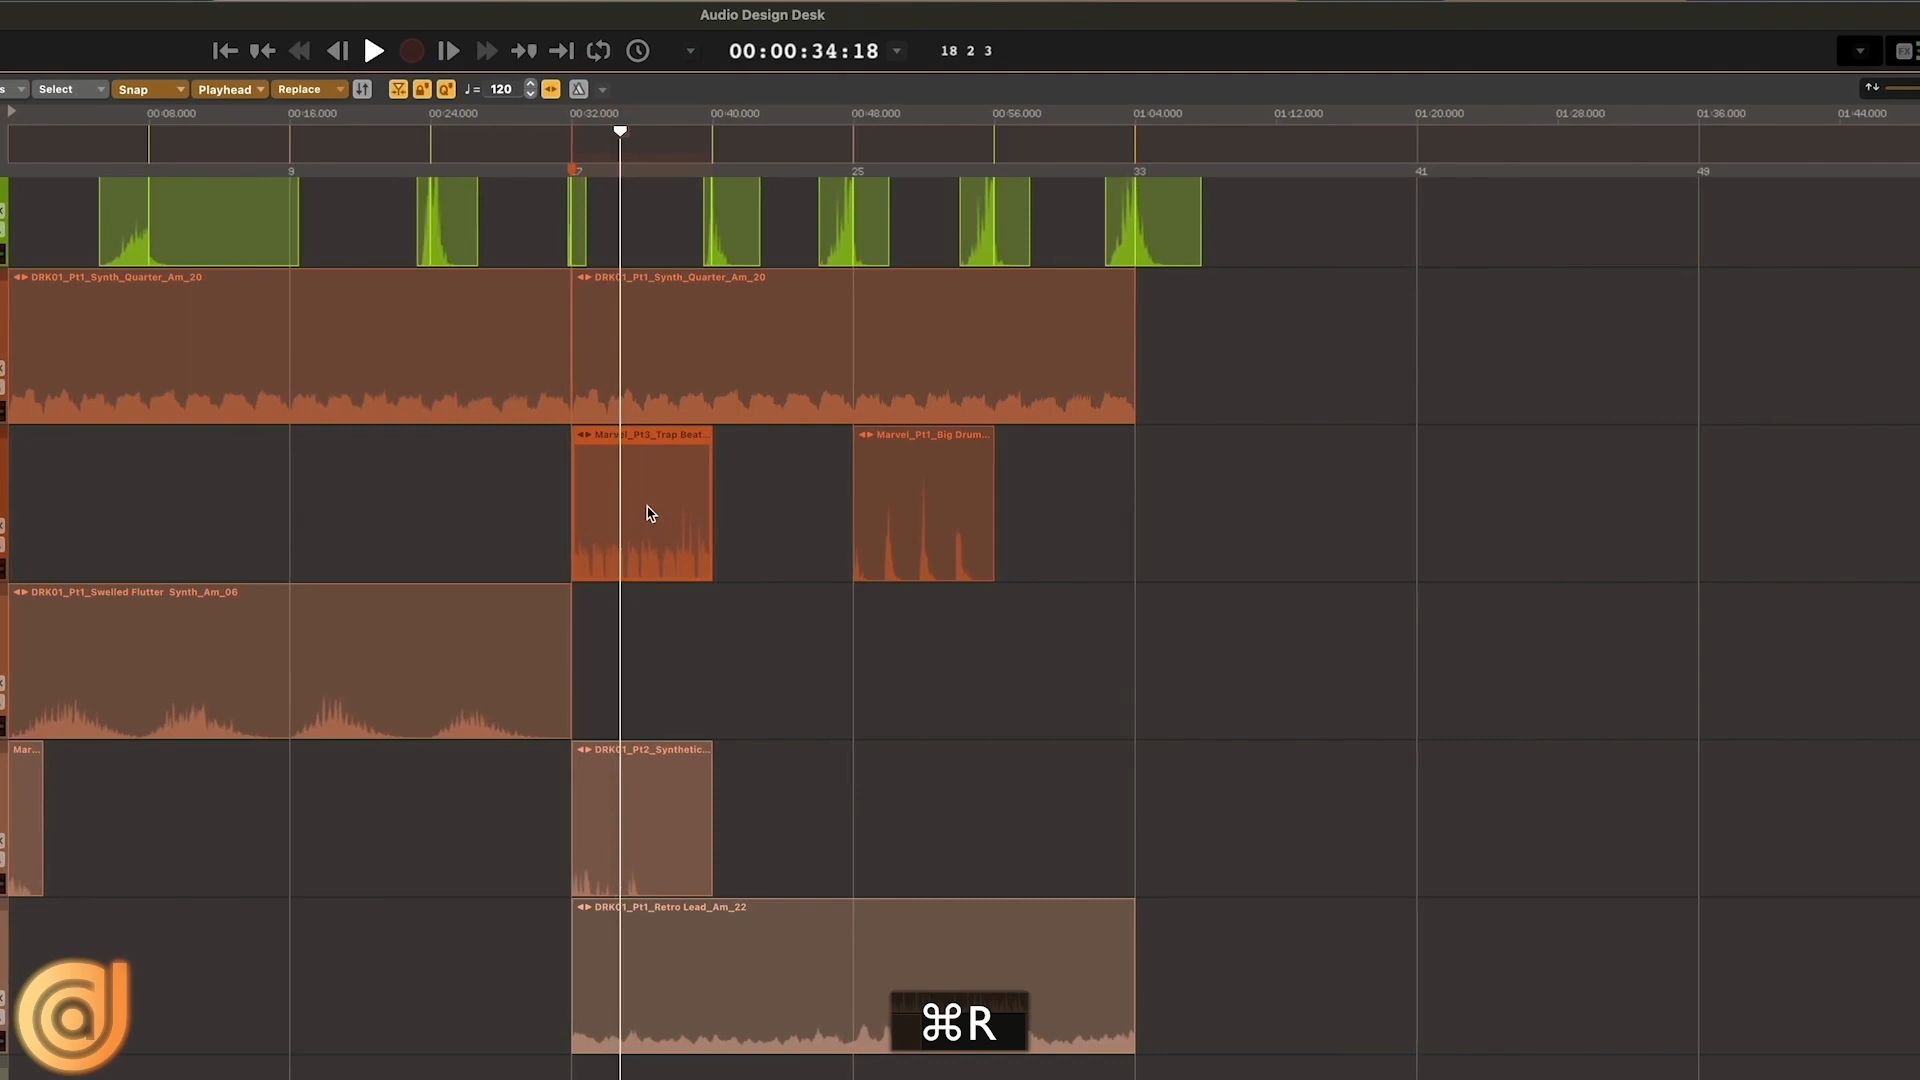 Audio Design Desk
00:00:34:18
18 2 3
FX
s
Select
Snap
Playhead
Replace
♩=
120
00:08.000
00:16.000
00:24.000
00:32.000
00:40.000
00:48.000
00:56.000
01:04.000
01:12.000
01:20.000
01:28.000
01:36.000
01:44.000
9
7
25
33
41
49
DRK01_Pt1_Synth_Quarter_Am_20
DRK01_Pt1_Synth_Quarter_Am_20
Marvel_Pt3_Trap Beat...
Marvel_Pt1_Big Drum...
DRK01_Pt1_Swelled Flutter Synth_Am_06
Mar...
DRK01_Pt2_Synthetic...
DRK01_Pt1_Retro Lead_Am_22
⌘R